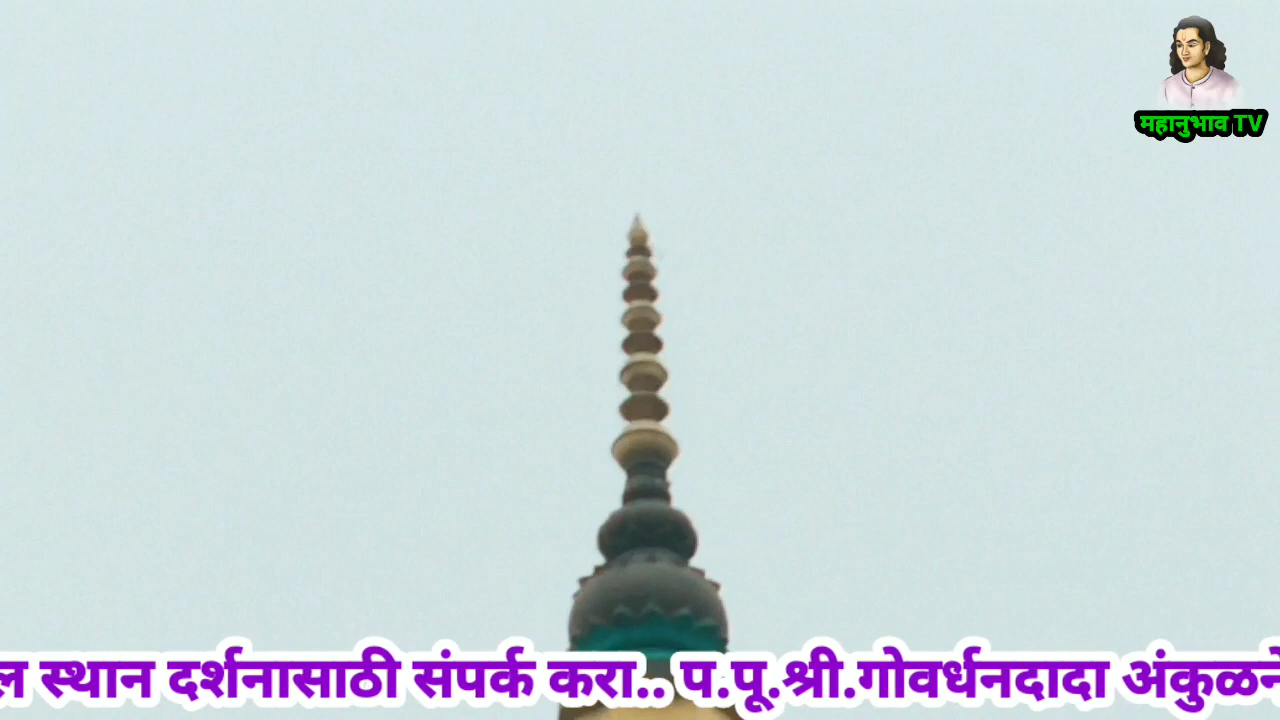 महानुभाव TV
स्थान दर्शनासाठी संपर्क करा.. प.पू.श्री.गोवर्धनदादा